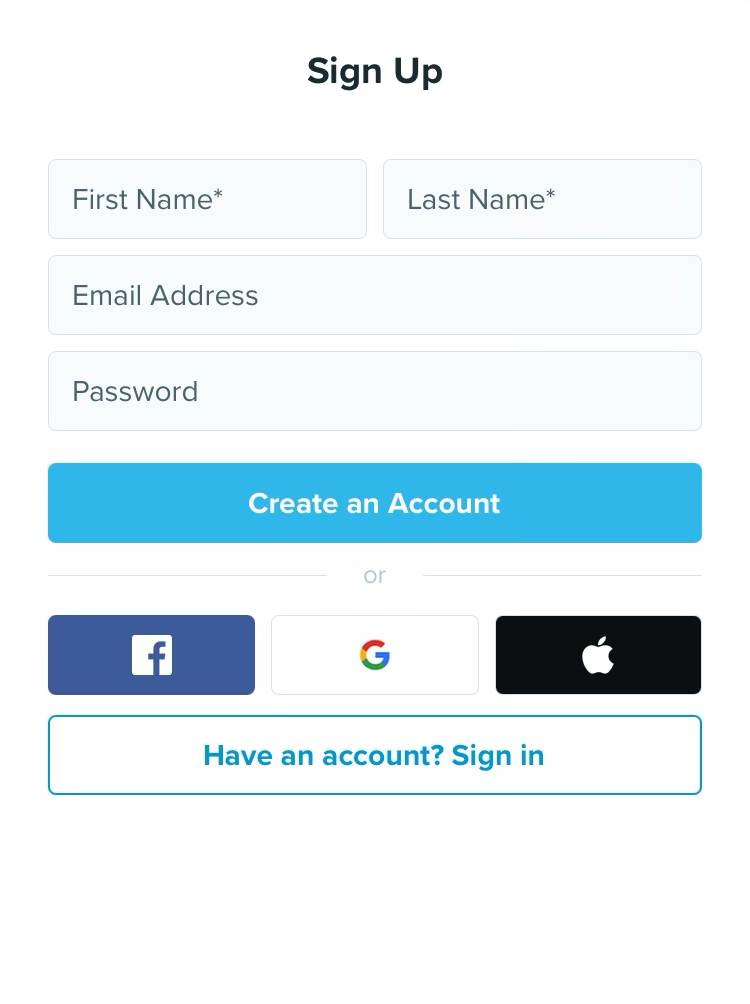 Sign Up
First Name* Last Name*
Email Address
Password
Create an Account
or
Have an account? Sign in